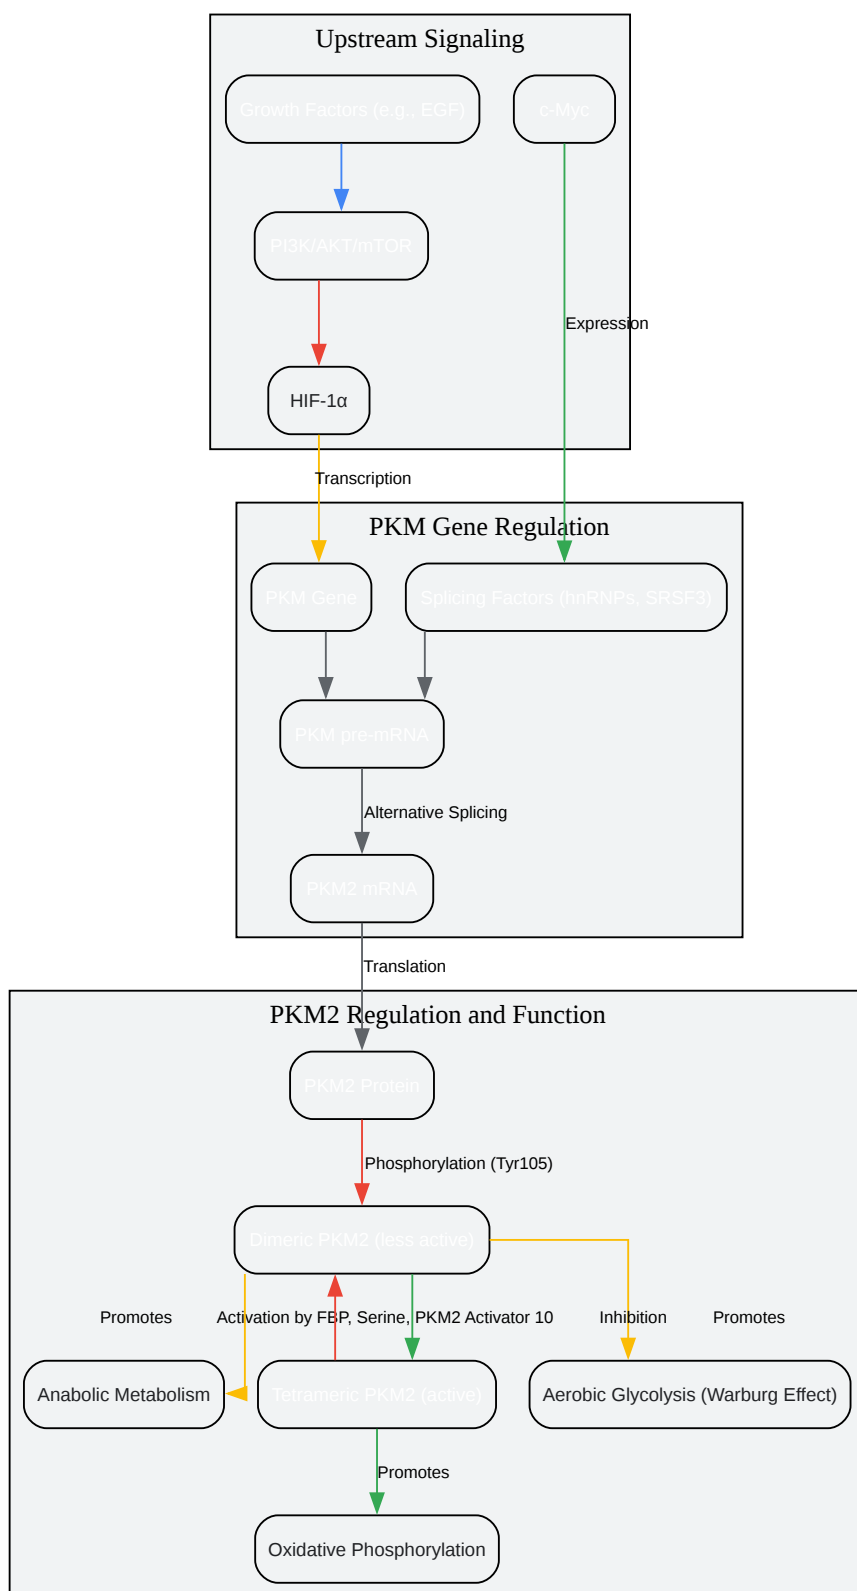 Upstream Signaling
Growth Factors (e.g., EGF)
c-Myc
PI3K/AKT/mTOR
Expression
HIF-1α
Transcription
PKM Gene Regulation
PKM Gene
Splicing Factors (hnRNPs, SRSF3)
PKM pre-mRNA
Alternative Splicing
PKM2 mRNA
Translation
PKM2 Regulation and Function
PKM2 Protein
Phosphorylation (Tyr105)
Dimeric PKM2 (less active)
Promotes
Activation by FBP, Serine, PKM2 Activator 10
Inhibition
Promotes
Anabolic Metabolism
Tetrameric PKM2 (active)
Aerobic Glycolysis (Warburg Effect)
Promotes
Oxidative Phosphorylation